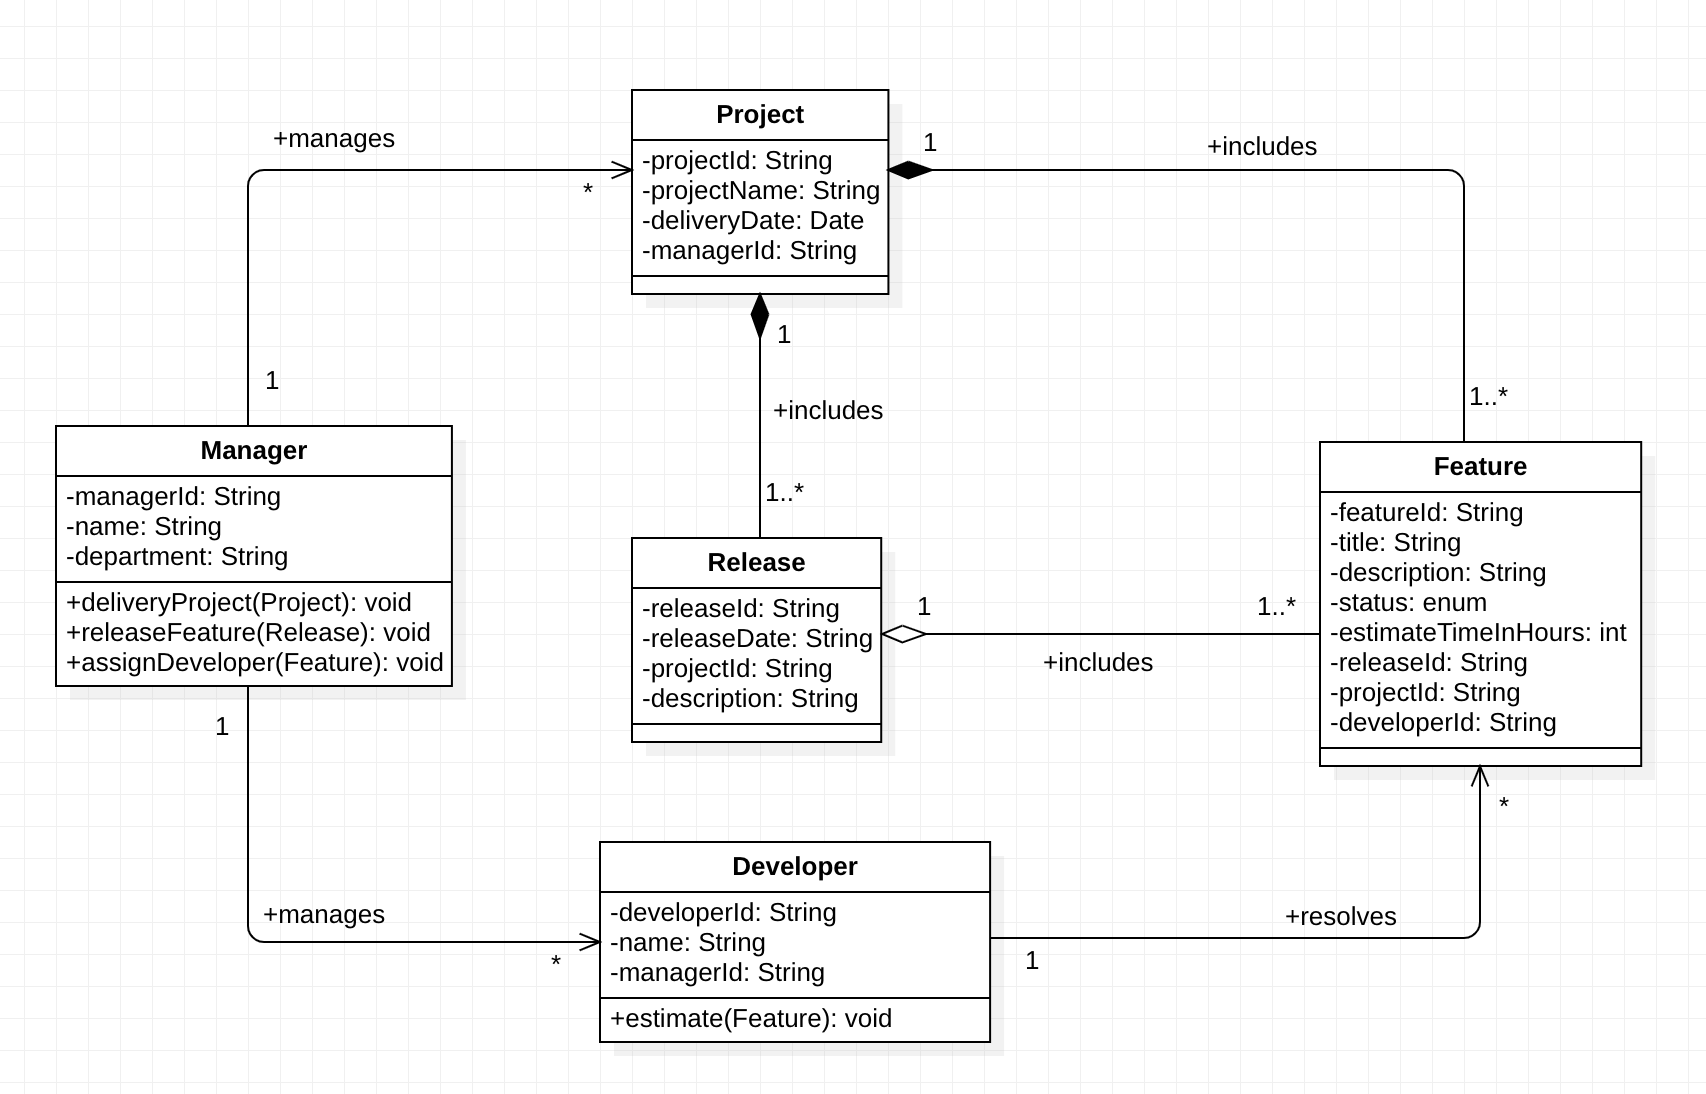 Project
-projectId: String
-projectName: String
-deliveryDate: Date
-managerId: String
+manages
*
1
1
+includes
1..*
1
+includes
1..*
Manager
-managerId: String
-name: String
-department: String
+deliveryProject(Project): void
+releaseFeature(Release): void
+assignDeveloper(Feature): void
Release
-releaseId: String
-releaseDate: String
-projectId: String
-description: String
1
1..*
+includes
Feature
-featureId: String
-title: String
-description: String
-status: enum
-estimateTimeInHours: int
-releaseId: String
-projectId: String
-developerId: String
1
+manages
*
Developer
-developerId: String
-name: String
-managerId: String
+estimate(Feature): void
*
+resolves
1